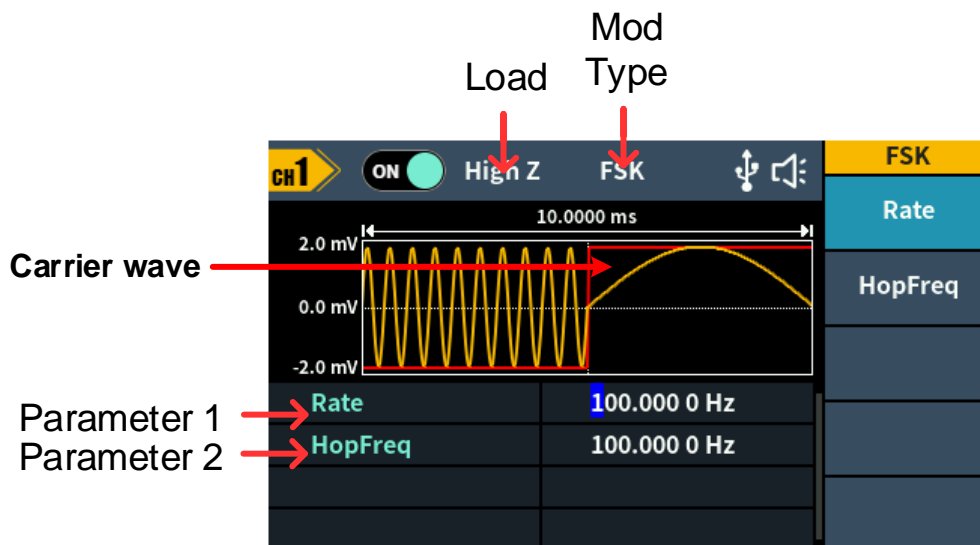 Mod
Type
Load
CH1
ON
High Z
FSK
FSK
10.0000 ms
Rate
2.0 mV
Carrier wave
HopFreq
0.0 mV
-2.0 mV
Parameter 1
Rate
100.000 0 Hz
Parameter 2
HopFreq
100.000 0 Hz